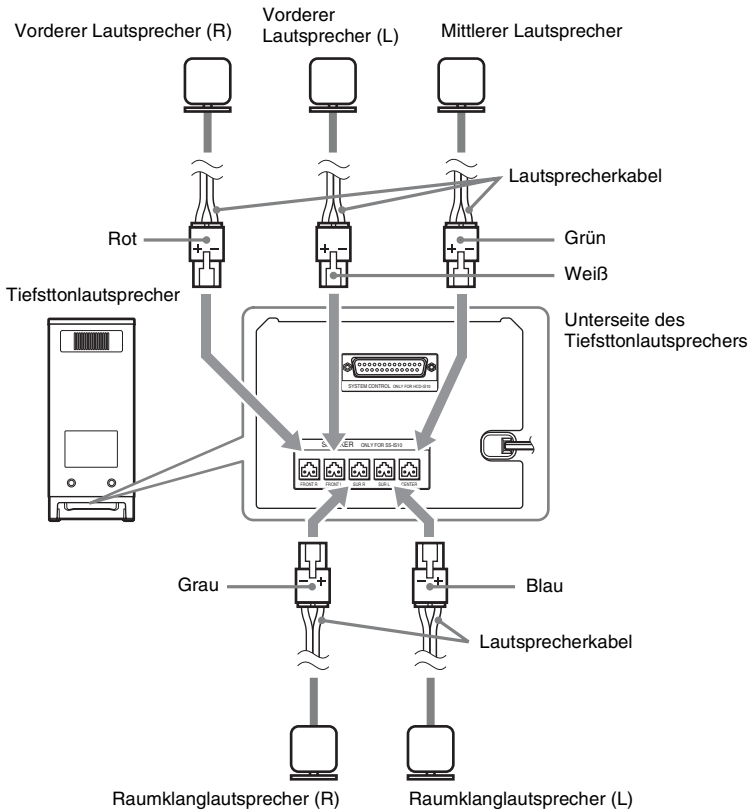 Vorderer Lautsprecher (R)
Vorderer
Lautsprecher (L)
Mittlerer Lautsprecher
Lautsprecherkabel
Rot
+ −
+ −
+ −
Grün
Weiß
Tiefsttonlautsprecher
Unterseite des
Tiefsttonlautsprechers
SYSTEM CONTROL ONLY FOR HCD-IS10
ONLY FOR SS-IS10
FRONT R
FRONT L
SUR R
SUR L
CENTER
Grau
− +
− +
Blau
Lautsprecherkabel
Raumklanglautsprecher (R)
Raumklanglautsprecher (L)